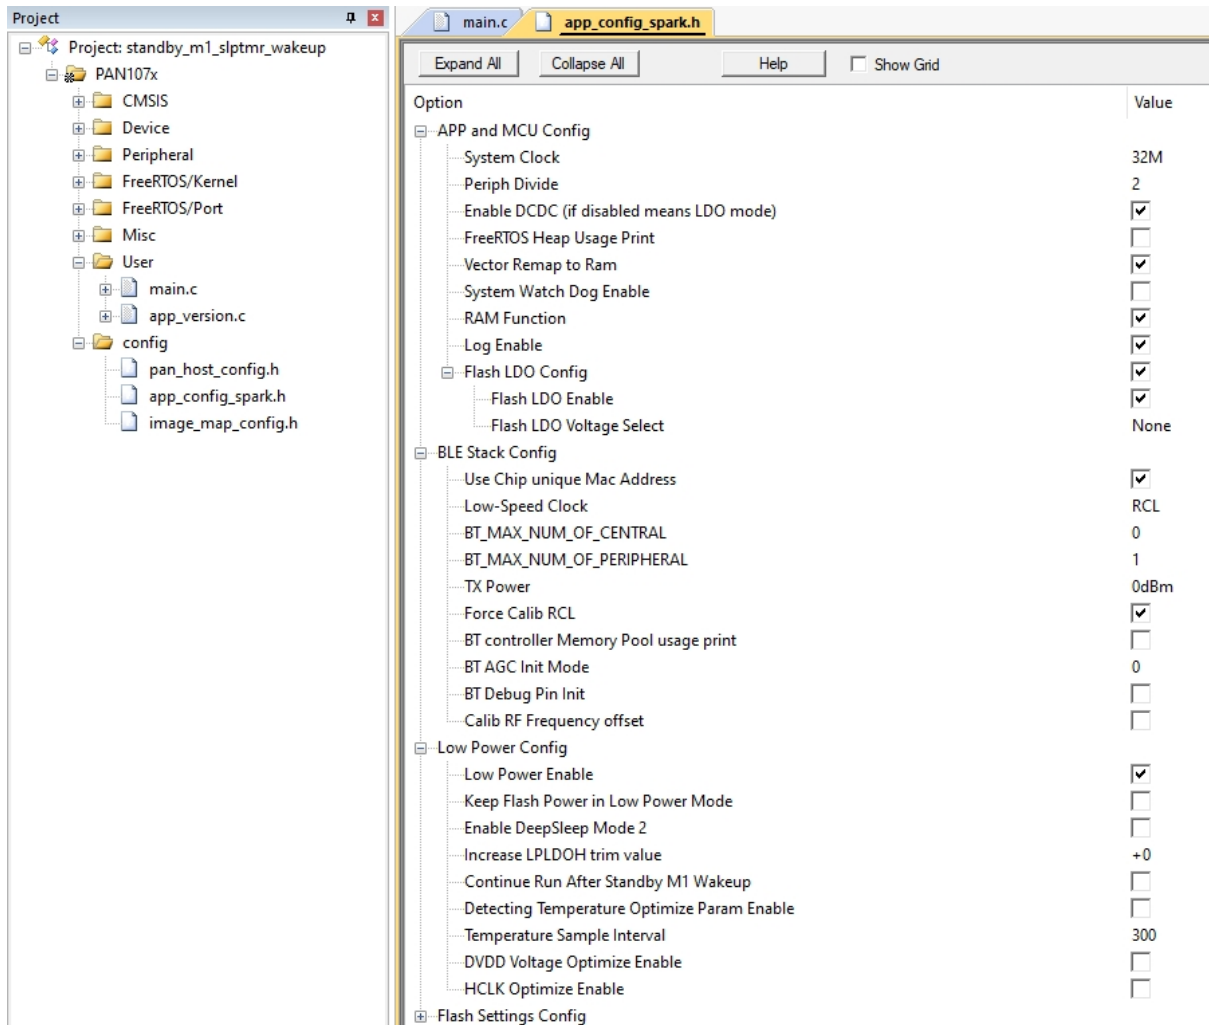 Project
Project: standby_m1_slptmr_wakeup
PAN107x
CMSIS
Device
Peripheral
FreeRTOS/Kernel
FreeRTOS/Port
Misc
User
main.c
app_version.c
config
pan_host_config.h
app_config_spark.h
image_map_config.h
main.c app_config_spark.h
Expand All Collapse All Help Show Grid
Option Value
APP and MCU Config
System Clock 32M
Periph Divide 2
Enable DCDC (if disabled means LDO mode)
FreeRTOS Heap Usage Print
Vector Remap to Ram
System Watch Dog Enable
RAM Function
Log Enable
Flash LDO Config
Flash LDO Enable
Flash LDO Voltage Select None
BLE Stack Config
Use Chip unique Mac Address
Low-Speed Clock RCL
BT_MAX_NUM_OF_CENTRAL 0
BT_MAX_NUM_OF_PERIPHERAL 1
TX Power 0dBm
Force Calib RCL
BT controller Memory Pool usage print
BT AGC Init Mode 0
BT Debug Pin Init
Calib RF Frequency offset
Low Power Config
Low Power Enable
Keep Flash Power in Low Power Mode
Enable DeepSleep Mode 2
Increase LPLDOH trim value +0
Continue Run After Standby M1 Wakeup
Detecting Temperature Optimize Param Enable
Temperature Sample Interval 300
DVDD Voltage Optimize Enable
HCLK Optimize Enable
Flash Settings Config